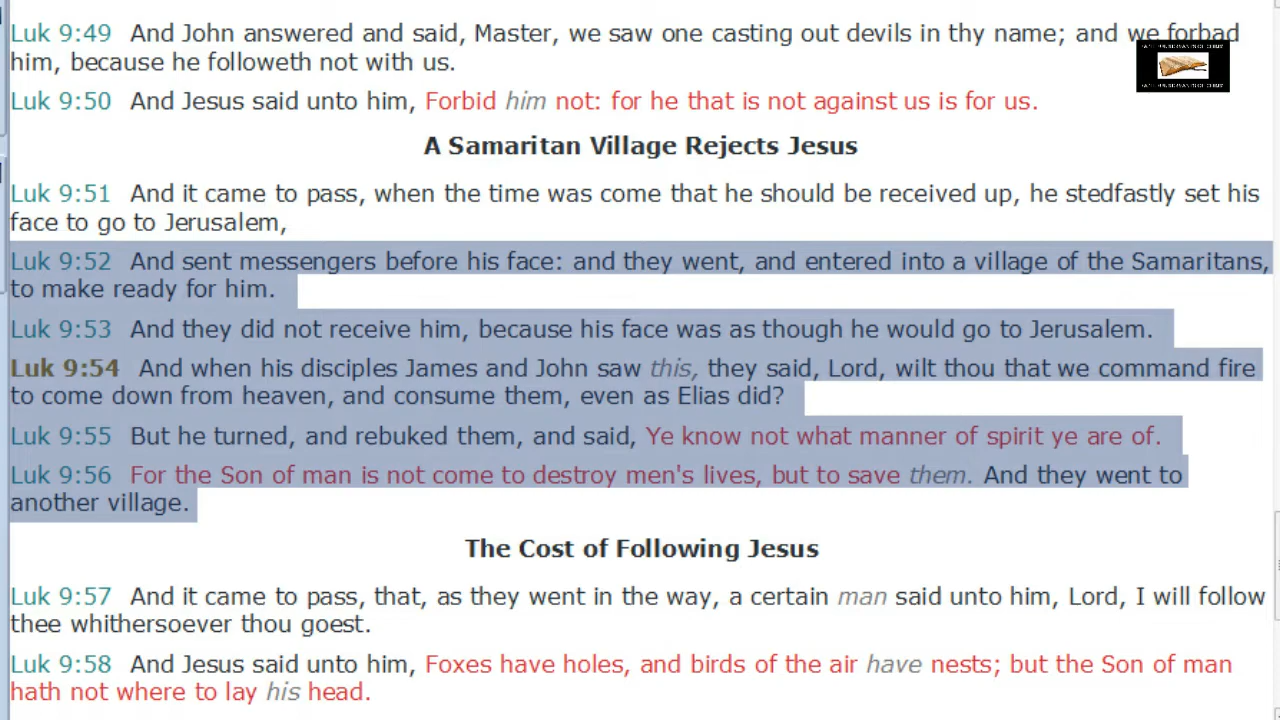 Luk 9:49 And John answered and said, Master, we saw one casting out devils in thy name; and we forbad
him, because he followeth not with us.
Luk 9:50 And Jesus said unto him, Forbid him not: for he that is not against us is for us.
A Samaritan Village Rejects Jesus
Luk 9:51 And it came to pass, when the time was come that he should be received up, he stedfastly set his
face to go to Jerusalem,
Luk 9:52 And sent messengers before his face: and they went, and entered into a village of the Samaritans,
to make ready for him.
Luk 9:53 And they did not receive him, because his face was as though he would go to Jerusalem.
Luk 9:54 And when his disciples James and John saw this, they said, Lord, wilt thou that we command fire
to come down from heaven, and consume them, even as Elias did?
Luk 9:55 But he turned, and rebuked them, and said, Ye know not what manner of spirit ye are of.
Luk 9:56 For the Son of man is not come to destroy men's lives, but to save them. And they went to
another village.
The Cost of Following Jesus
Luk 9:57 And it came to pass, that, as they went in the way, a certain man said unto him, Lord, I will follow
thee whithersoever thou goest.
Luk 9:58 And Jesus said unto him, Foxes have holes, and birds of the air have nests; but the Son of man
hath not where to lay his head.